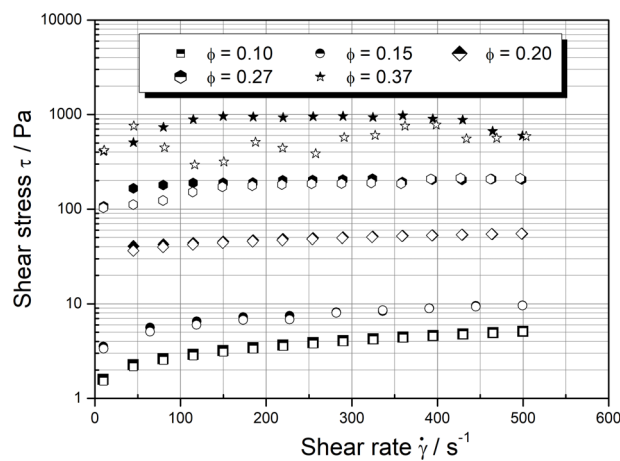 10000
1000
100
10
1
Shear stress τ / Pa
ϕ = 0.10
ϕ = 0.15
ϕ = 0.20
ϕ = 0.27
ϕ = 0.37
0
100
200
300
400
500
600
Shear rate γ̇ / s⁻¹